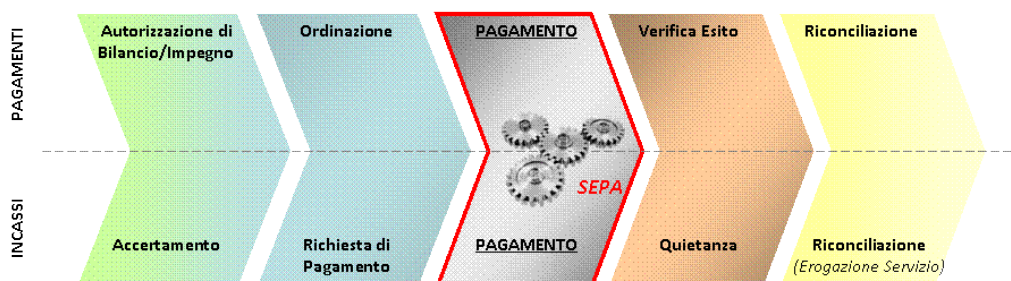 PAGAMENTI
Autorizzazione di
Bilancio/Impegno
Ordinazione
PAGAMENTO
Verifica Esito
Riconciliazione
SEPA
INCASSI
Accertamento
Richiesta di
Pagamento
PAGAMENTO
Quietanza
Riconciliazione
(Erogazione Servizio)